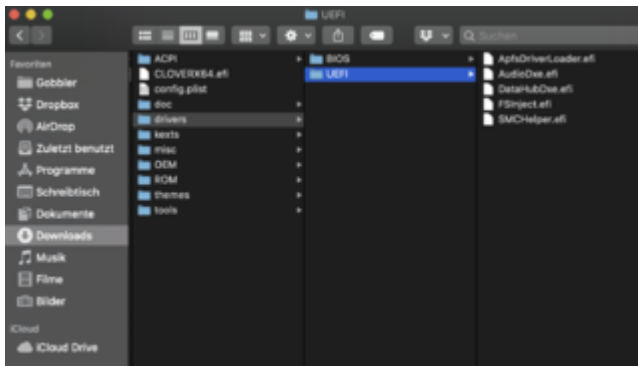 UEFI
Suchen
Favoriten
Gobbler
Dropbox
AirDrop
Zuletzt benutzt
Programme
Schreibtisch
Dokumente
Downloads
Musik
Filme
Bilder
iCloud
iCloud Drive
ACPI
CLOVERX64.efi
config.plist
doc
drivers
kexts
misc
OEM
ROM
themes
tools
BIOS
UEFI
ApfsDriverLoader.efi
AudioDxe.efi
DataHubDxe.efi
FSInject.efi
SMCHelper.efi